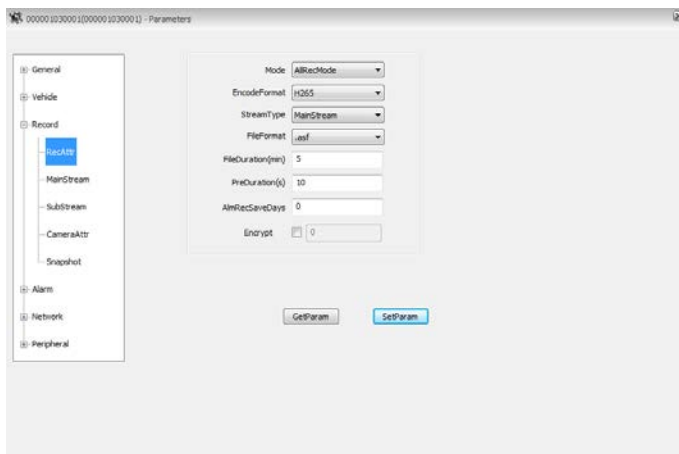 000001030001(000001030001) - Parameters
General
Vehicle
Record
RecAttr
MainStream
SubStream
CameraAttr
Snapshot
Alarm
Network
Peripheral
Mode AllRecMode
EncodeFormat H265
StreamType MainStream
FileFormat .asf
FileDuration(min) 5
PreDuration(s) 10
AlmRecSaveDays 0
Encrypt 0
GetParam SetParam